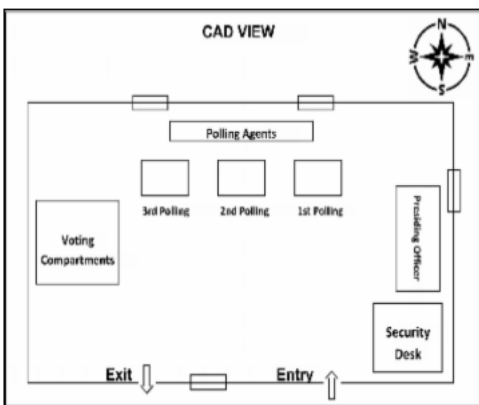 CAD VIEW
N
W
E
S
Polling Agents
3rd Polling
2nd Polling
1st Polling
Voting
Compartments
Presiding Officer
Security
Desk
Exit
Entry